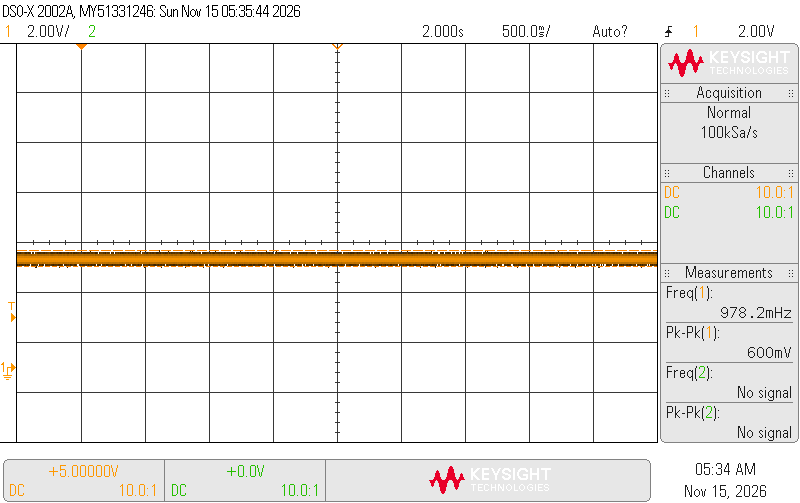 DSO-X 2002A, MY51331246: Sun Nov 15 05:35:44 2026
1 2.00V/ 2 2.000s 500.0ms/ Auto? 1 2.00V
KEYSIGHT
TECHNOLOGIES
Acquisition
Normal
100kSa/s
Channels
DC 10.0:1
DC 10.0:1
Measurements
Freq(1):
978.2mHz
Pk-Pk(1):
600mV
Freq(2):
No signal
Pk-Pk(2):
No signal
T
1
+5.00000V
DC 10.0:1
+0.0V
DC 10.0:1
KEYSIGHT
TECHNOLOGIES
05:34 AM
Nov 15, 2026